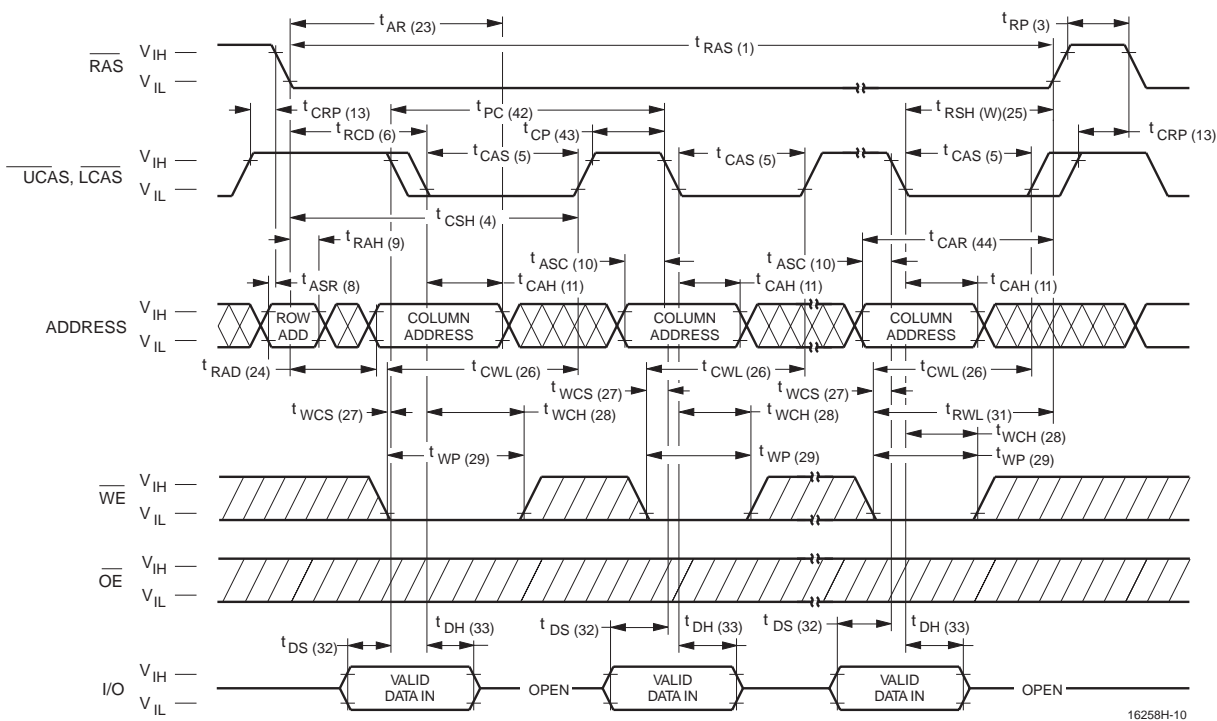 t AR (23)
t RP (3)
t RAS (1)
RAS
V IH
V IL
t CRP (13)
t PC (42)
t RSH (W)(25)
t RCD (6)
t CP (43)
t CRP (13)
t CAS (5)
t CAS (5)
t CAS (5)
UCAS, LCAS
V IH
V IL
t CSH (4)
t RAH (9)
t CAR (44)
t ASC (10)
t ASC (10)
t ASR (8)
t CAH (11)
t CAH (11)
t CAH (11)
ADDRESS
V IH
V IL
ROW
ADD
COLUMN
ADDRESS
COLUMN
ADDRESS
COLUMN
ADDRESS
t RAD (24)
t CWL (26)
t CWL (26)
t CWL (26)
t WCS (27)
t WCS (27)
t WCS (27)
t WCH (28)
t WCH (28)
t RWL (31)
t WCH (28)
t WP (29)
t WP (29)
t WP (29)
WE
V IH
V IL
OE
V IH
V IL
t DS (32)
t DH (33)
t DS (32)
t DH (33)
t DS (32)
t DH (33)
I/O
V IH
V IL
VALID
DATA IN
OPEN
VALID
DATA IN
VALID
DATA IN
OPEN
16258H-10